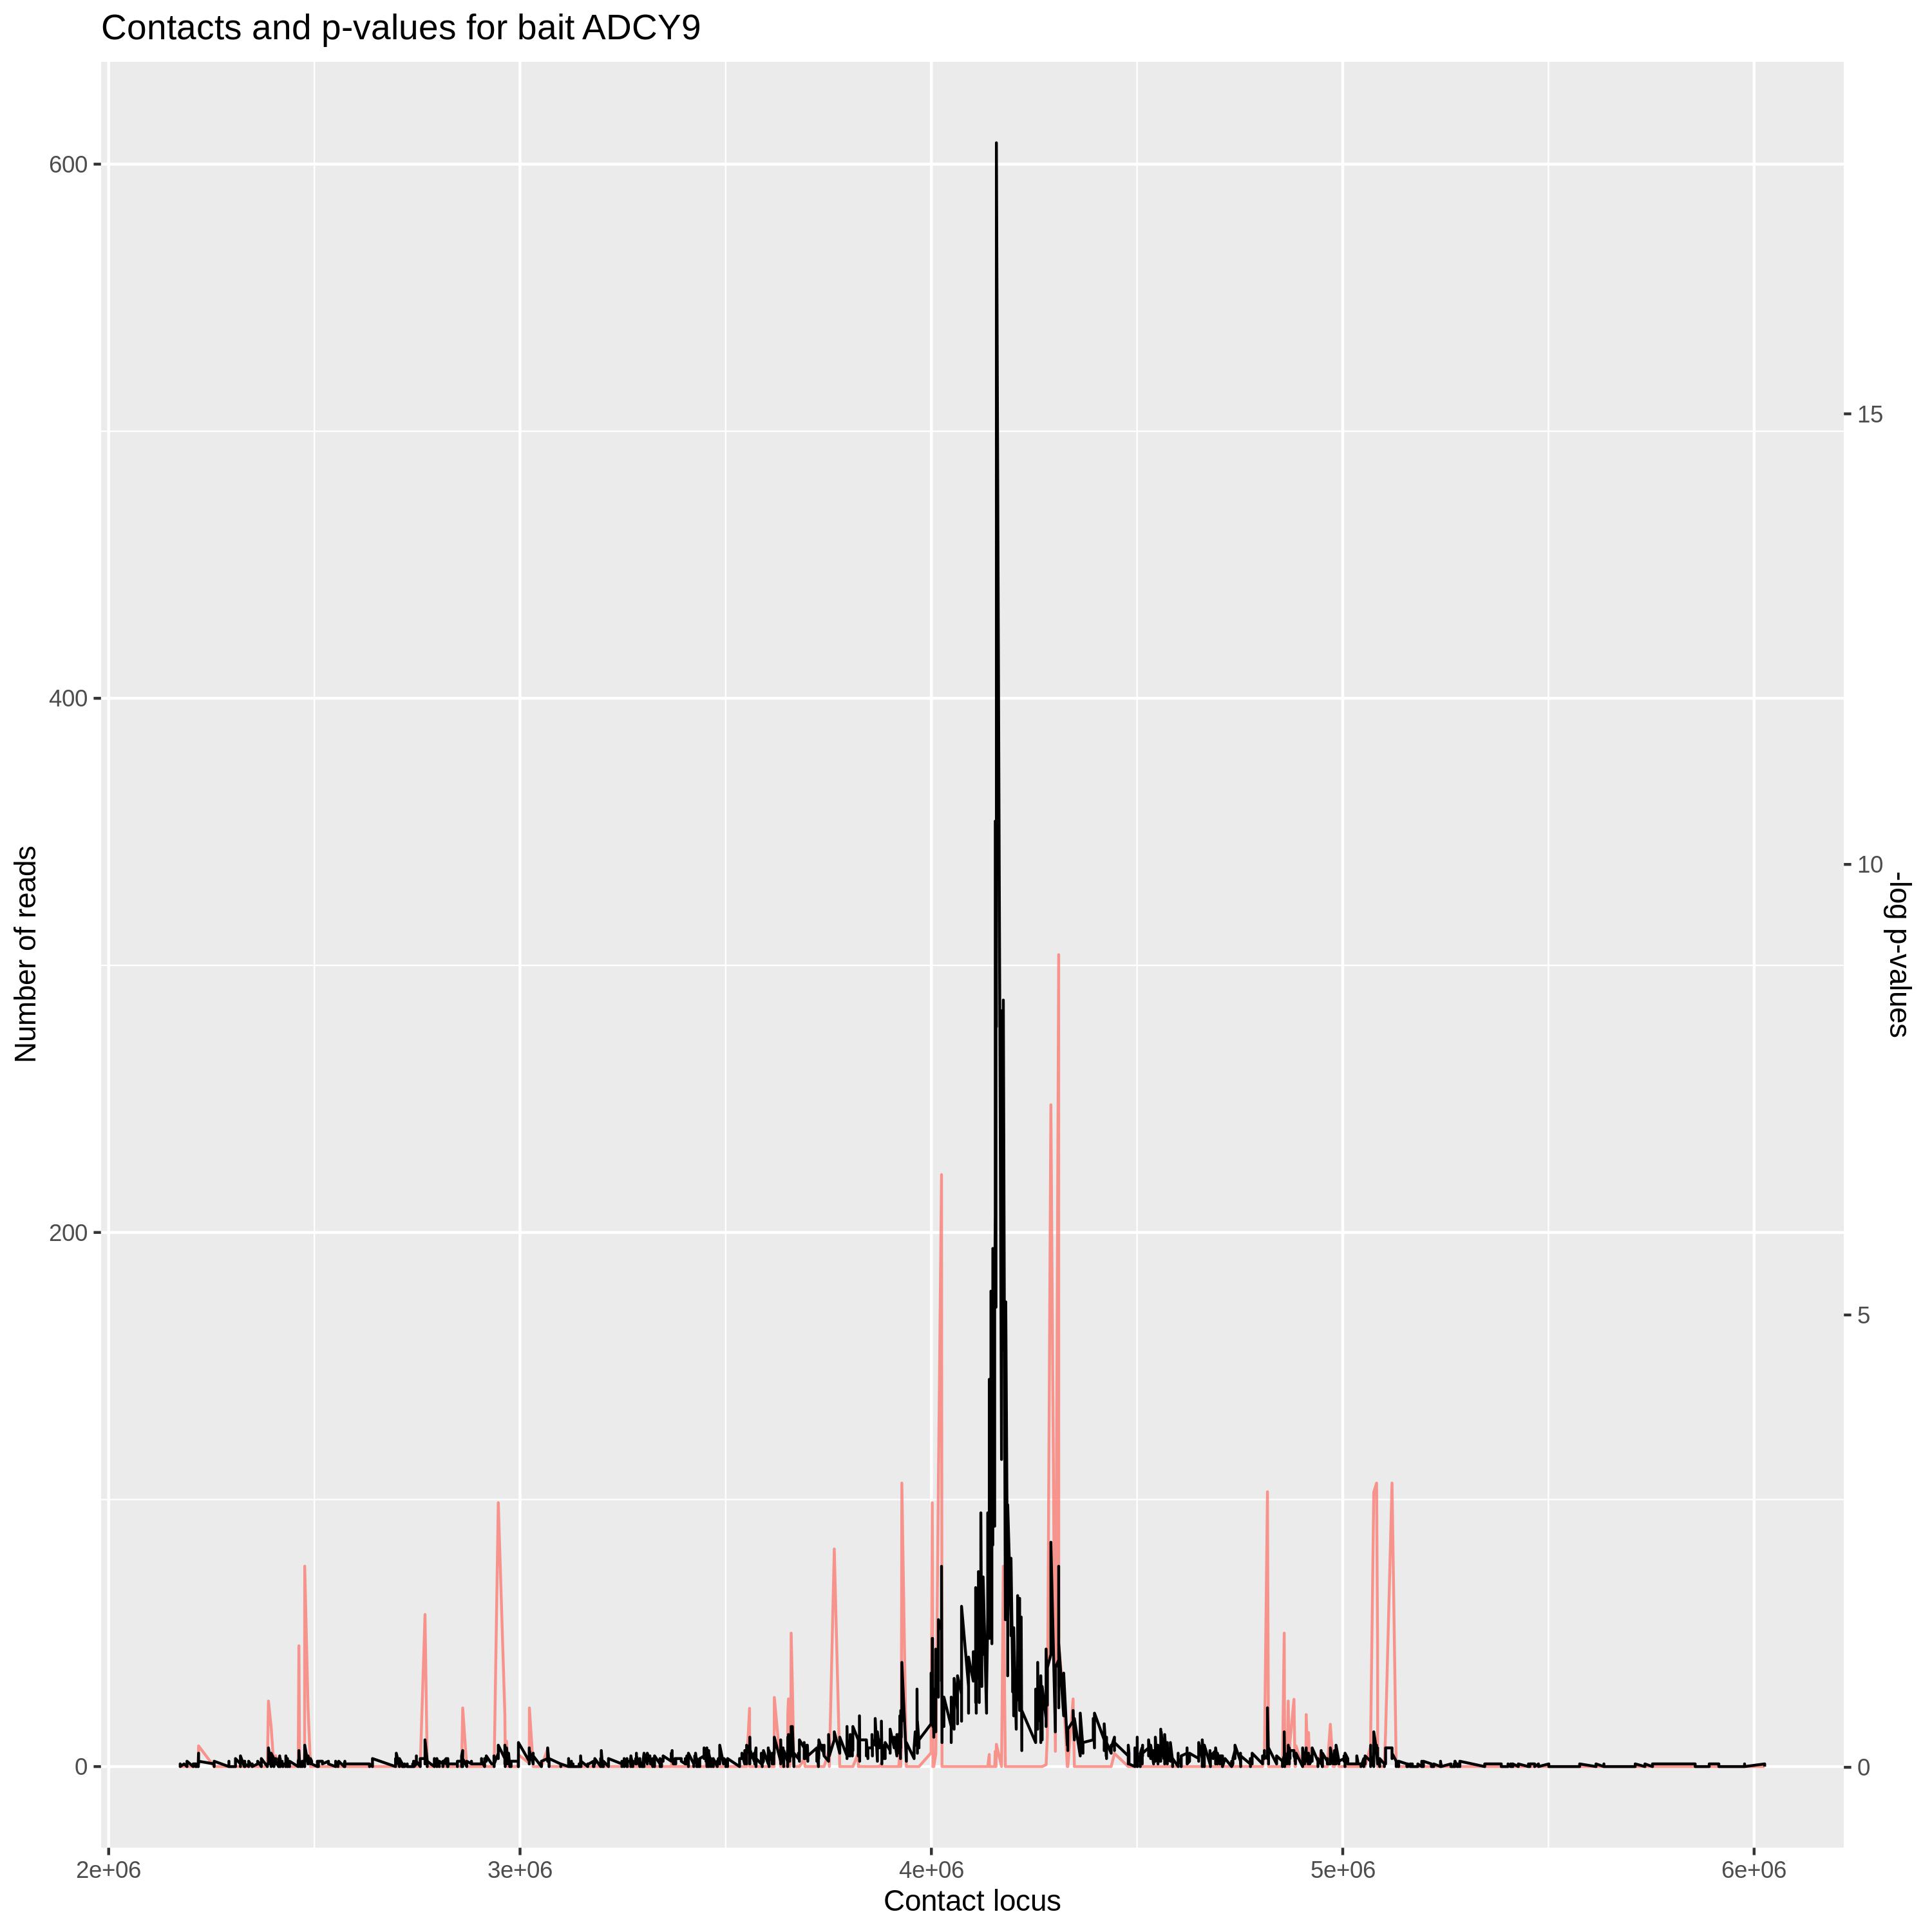 Contacts and p-values for bait ADCY9
600
400
200
0
Number of reads
15
10
5
0
-log p-values
2e+06 3e+06 4e+06 5e+06 6e+06
Contact locus